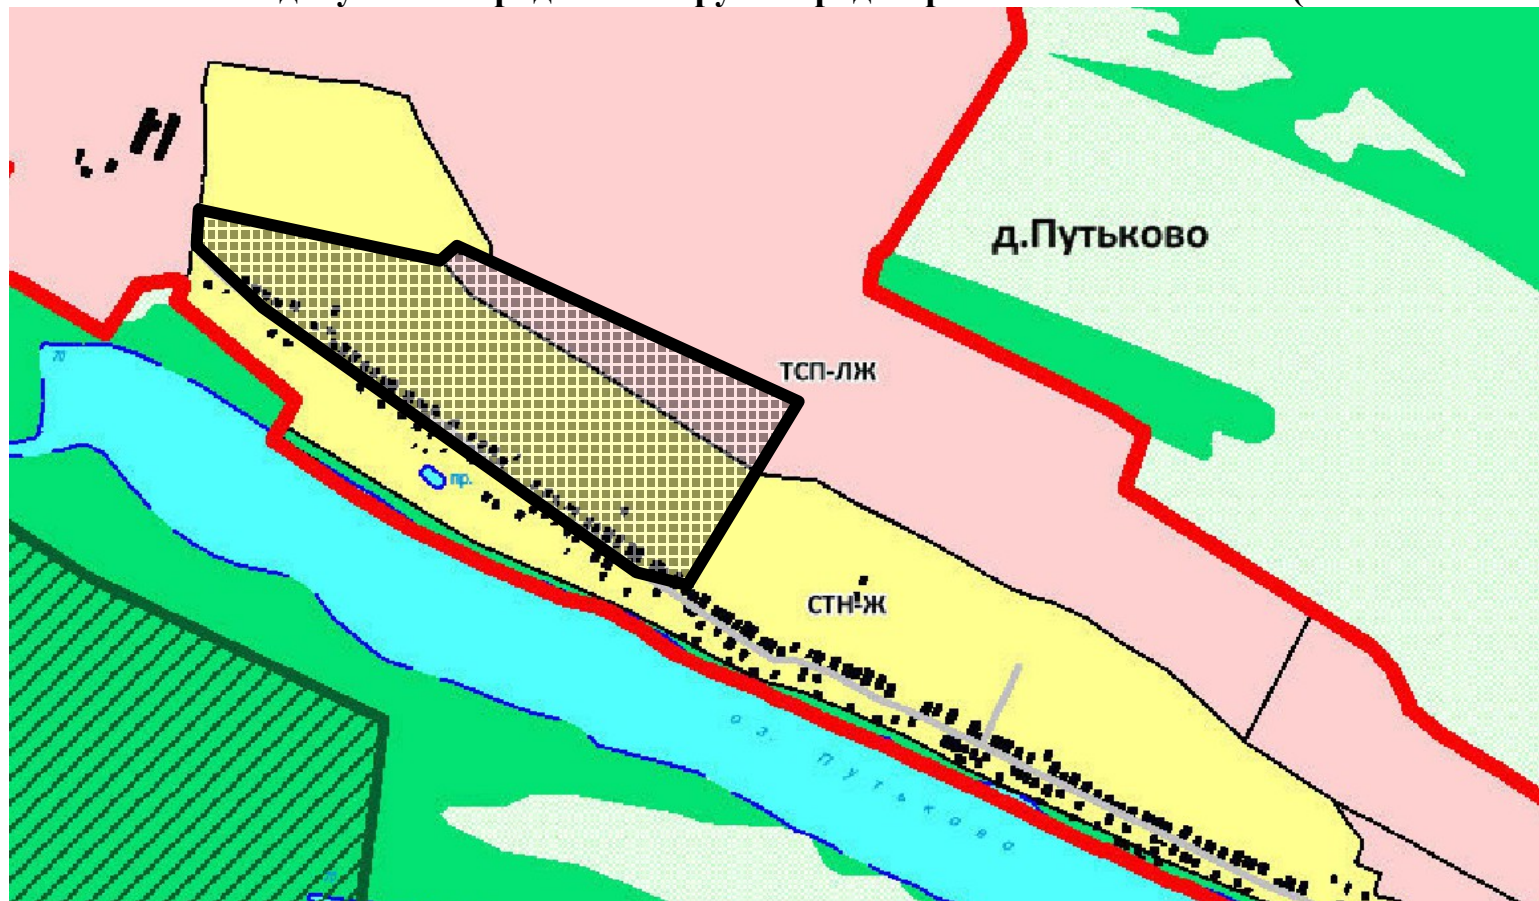 д.Путьково
ТСП-ЛЖ
пр.
СТН-Ж
оз. Путьково